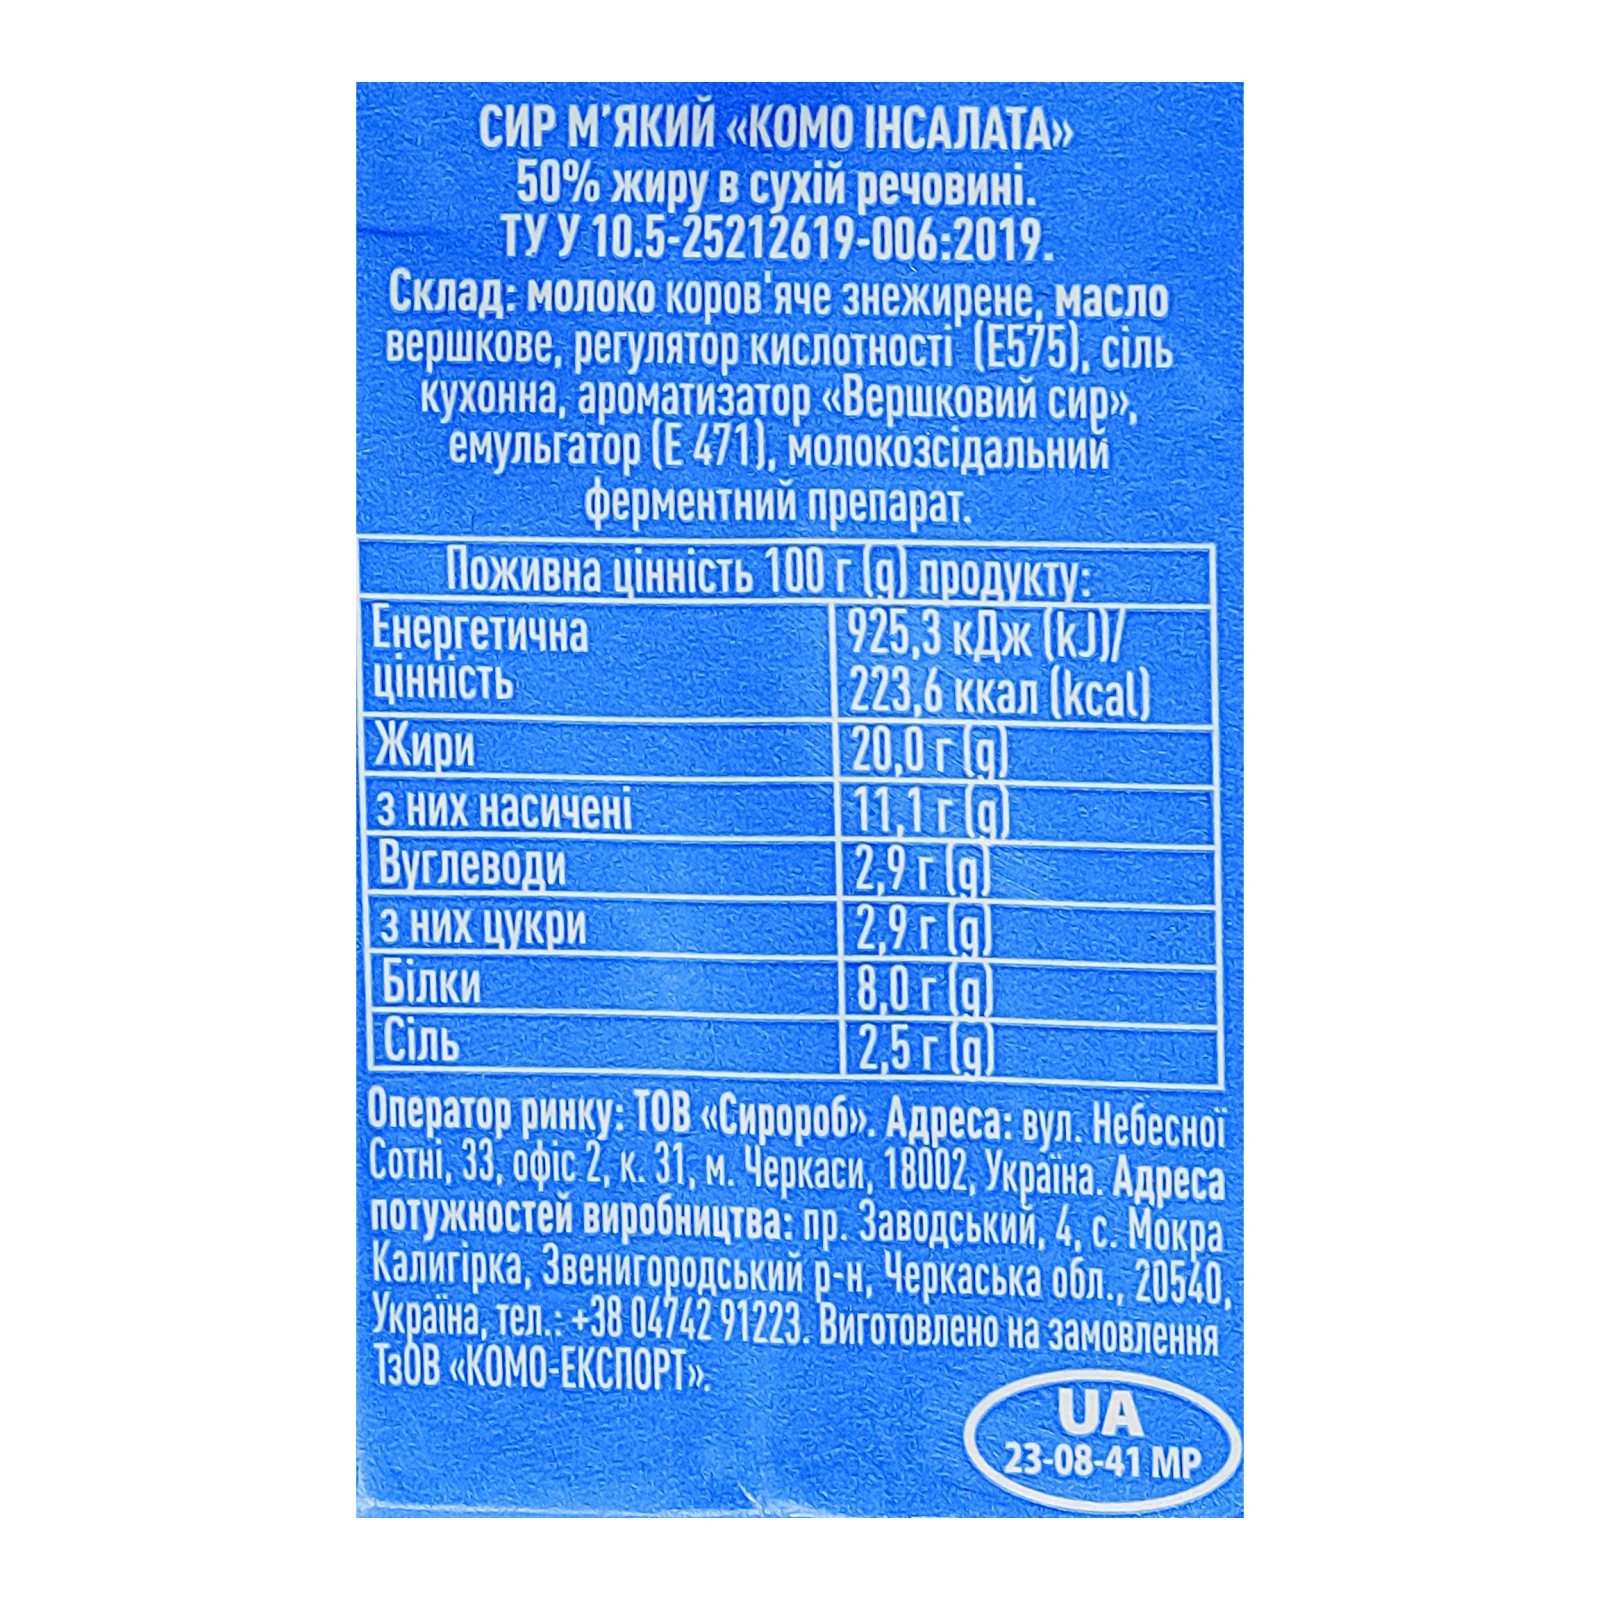 СИР М'ЯКИЙ «КОМО ІНСАЛАТА»
50% жиру в сухій речовині.
ТУ У 10.5-25212619-006:2019.
Склад: молоко коров'яче знежирене, масло
вершкове, регулятор кислотності (Е575), сіль
кухонна, ароматизатор «Вершковий сир»,
емульгатор (Е 471), молокозсідальний
ферментний препарат.
Поживна цінність 100 г (g) продукту:
Енергетична цінність 925,3 кДж (kJ)/
223,6 ккал (kcal)
Жири 20,0 г (g)
з них насичені 11,1 г (g)
Вуглеводи 2,9 г (g)
з них цукри 2,9 г (g)
Білки 8,0 г (g)
Сіль 2,5 г (g)
Оператор ринку: ТОВ «Сиророб». Адреса: вул. Небесної
Сотні, 33, офіс 2, к. 31, м. Черкаси, 18002, Україна. Адреса
потужностей виробництва: пр. Заводський, 4, с. Мокра
Калигірка, Звенигородський р-н, Черкаська обл., 20540,
Україна, тел.: +38 04742 91223. Виготовлено на замовлення
ТзОВ «КОМО-ЕКСПОРТ».
UA
23-08-41 MP